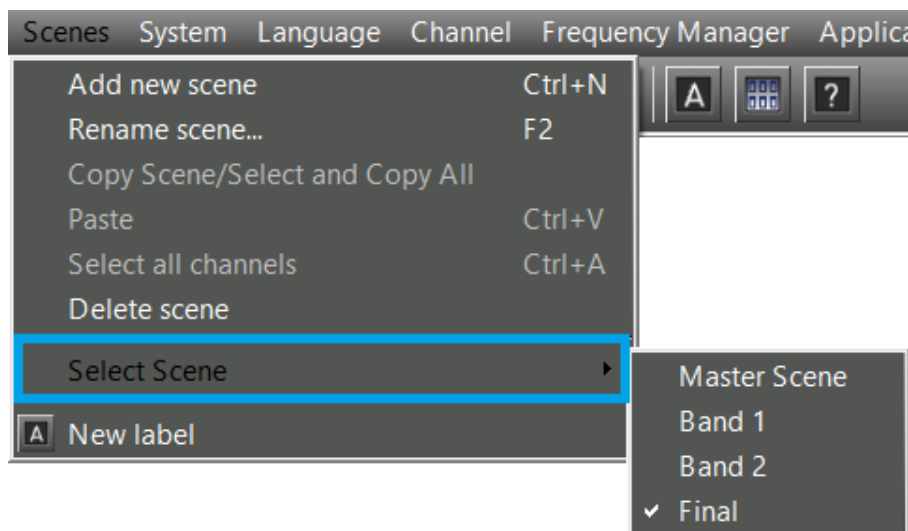 Scenes System Language Channel Frequency Manager Applica
A ?
Add new scene Ctrl+N
Rename scene... F2
Copy Scene/Select and Copy All
Paste Ctrl+V
Select all channels Ctrl+A
Delete scene
Select Scene
A New label
Master Scene
Band 1
Band 2
Final